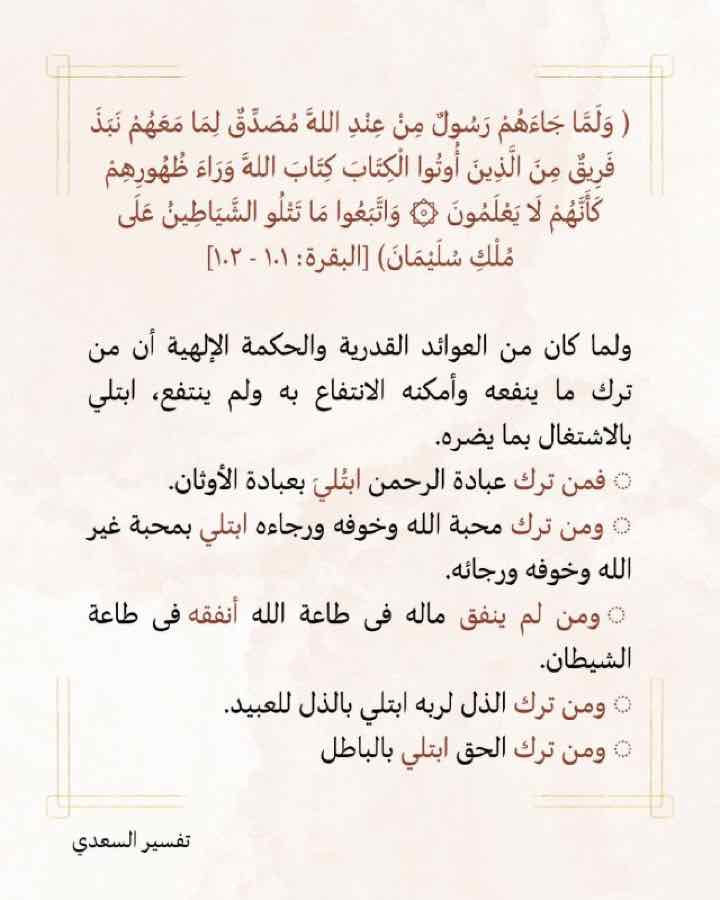 ﴿ وَلَمَّا جَاءَهُمْ رَسُولٌ مِنْ عِنْدِ اللهَّ مُصَدِّقٌ لِمَا مَعَهُمْ نَبَذَ
فَرِيقٌ مِنَ الَّذِينَ أُوتُوا الْكِتَابَ كِتَابَ اللهَّ وَرَاءَ ظُهُورِهِمْ
كَأَنَّهُمْ لَا يَعْلَمُونَ ۞ وَاتَّبَعُوا مَا تَتْلُو الشَّيَاطِينُ عَلَى
مُلْكِ سُلَيْمَانَ) [البقرة: ١٠١ - ١٠٢]
ولما كان من العوائد القدرية والحكمة الإلهية أن من
ترك ما ينفعه وأمكنه الانتفاع به ولم ينتفع، ابتلي
بالاشتغال بما يضره.
◌ فمن ترك عبادة الرحمن ابتُليَ بعبادة الأوثان.
◌ ومن ترك محبة الله وخوفه ورجاءه ابتلي بمحبة غير
الله وخوفه ورجائه.
◌ ومن لم ينفق ماله فى طاعة الله أنفقه فى طاعة
الشيطان.
◌ ومن ترك الذل لربه ابتلي بالذل للعبيد.
◌ ومن ترك الحق ابتلي بالباطل
تفسير السعدي